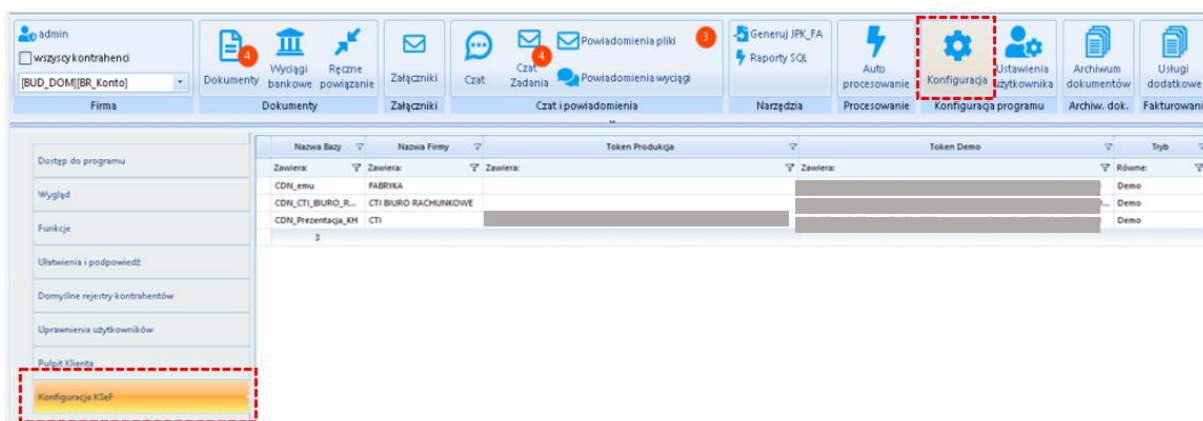 admin
wszyscy kontrahenci
[BUD_DOM][BR_Konto]
Firma
Dokumenty
4
Wyciągi bankowe
Ręczne powiązanie
Dokumenty
Załączniki
Załączniki
Czat
Czat Zadania
4
Powiadomienia pliki
3
Powiadomienia wyciągi
Czat i powiadomienia
Generuj JPK_FA
Raporty SQL
Narzędzia
Auto procesowanie
Procesowanie
Konfiguracja
Ustawienia użytkownika
Konfiguracja programu
Archiwum dokumentów
Archiw. dok.
Usługi dodatkowe
Fakturowani
Dostęp do programu
Wygląd
Funkcje
Ułatwienia i podpowiedź
Domyślne rejestry kontrahentów
Uprawnienia użytkowników
Pulpit Klienta
Konfiguracja KSeF
Nazwa Bazy Nazwa Firmy Token Produkcja Token Demo Tryb
Zawiera: Zawiera: Zawiera: Zawiera: Równe:
CDN_emu FABRYKA Demo
CDN_CTI_BIURO_R... CTI BIURO RACHUNKOWE ... Demo
CDN_Prezentacja_KH CTI Demo
3